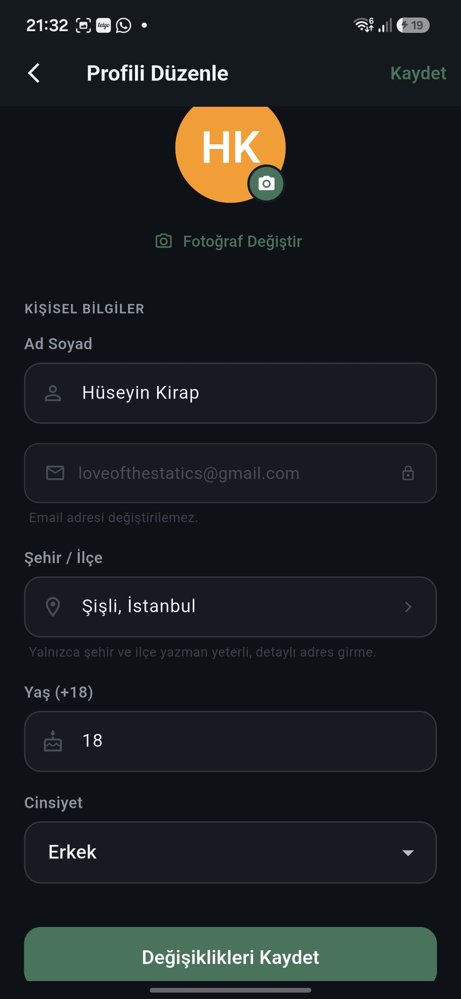 21:32
letgo
6
19
Profili Düzenle
Kaydet
HK
Fotoğraf Değiştir
KİŞİSEL BİLGİLER
Ad Soyad
Hüseyin Kirap
loveofthestatics@gmail.com
Email adresi değiştirilemez.
Şehir / İlçe
Şişli, İstanbul
Yalnızca şehir ve ilçe yazman yeterli, detaylı adres girme.
Yaş (+18)
18
Cinsiyet
Erkek
Değişiklikleri Kaydet